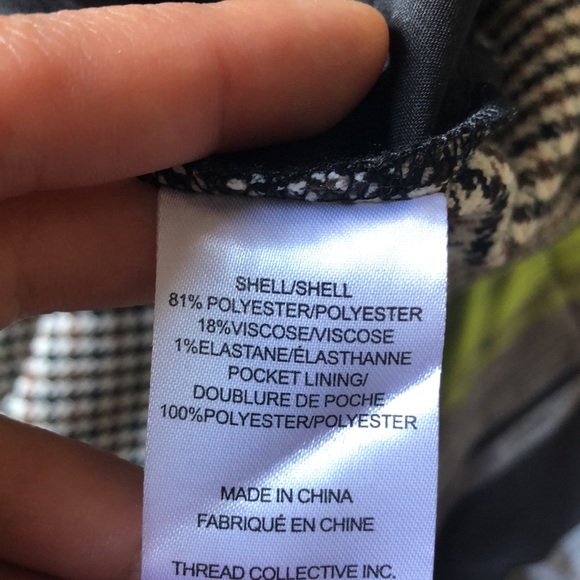 SHELL/SHELL
81% POLYESTER/POLYESTER
18%VISCOSE/VISCOSE
1%ELASTANE/ÉLASTHANNE
POCKET LINING/
DOUBLURE DE POCHE
100%POLYESTER/POLYESTER
MADE IN CHINA
FABRIQUÉ EN CHINE
THREAD COLLECTIVE INC.